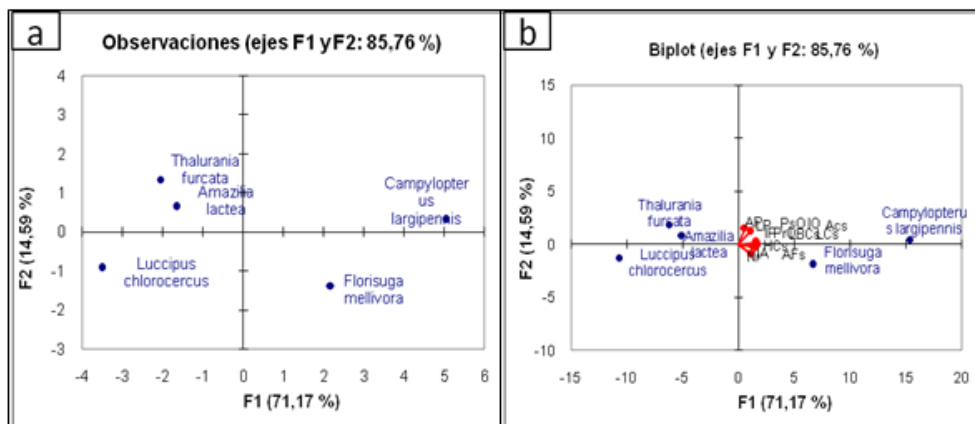 a
Observaciones (ejes F1 y F2: 85,76 %)
4
3
2
1
0
-1
-2
-3
F2 (14,59 %)
Thalurania
furcata
Amazilia
lactea
Campylopter
us
largipennis
Luccipus
chlorocercus
Florisuga
mellivora
-4 -3 -2 -1 0 1 2 3 4 5 6
F1 (71,17 %)
b
Biplot (ejes F1 y F2: 85,76 %)
15
10
5
0
-5
-10
F2 (14,59 %)
Thalurania
furcata
Amazilia
lactea
Luccipus
chlorocercus
Campylopteru
s largipennis
Florisuga
mellivora
Acs
HCs
AFs
-15 -10 -5 0 5 10 15 20
F1 (71,17 %)